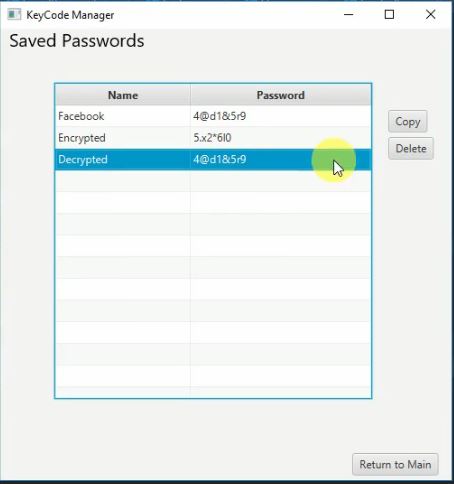 KeyCode Manager
Saved Passwords
Name Password
Facebook 4@d1&5r9
Encrypted 5.x2*6l0
Decrypted 4@d1&5r9
Copy
Delete
Return to Main